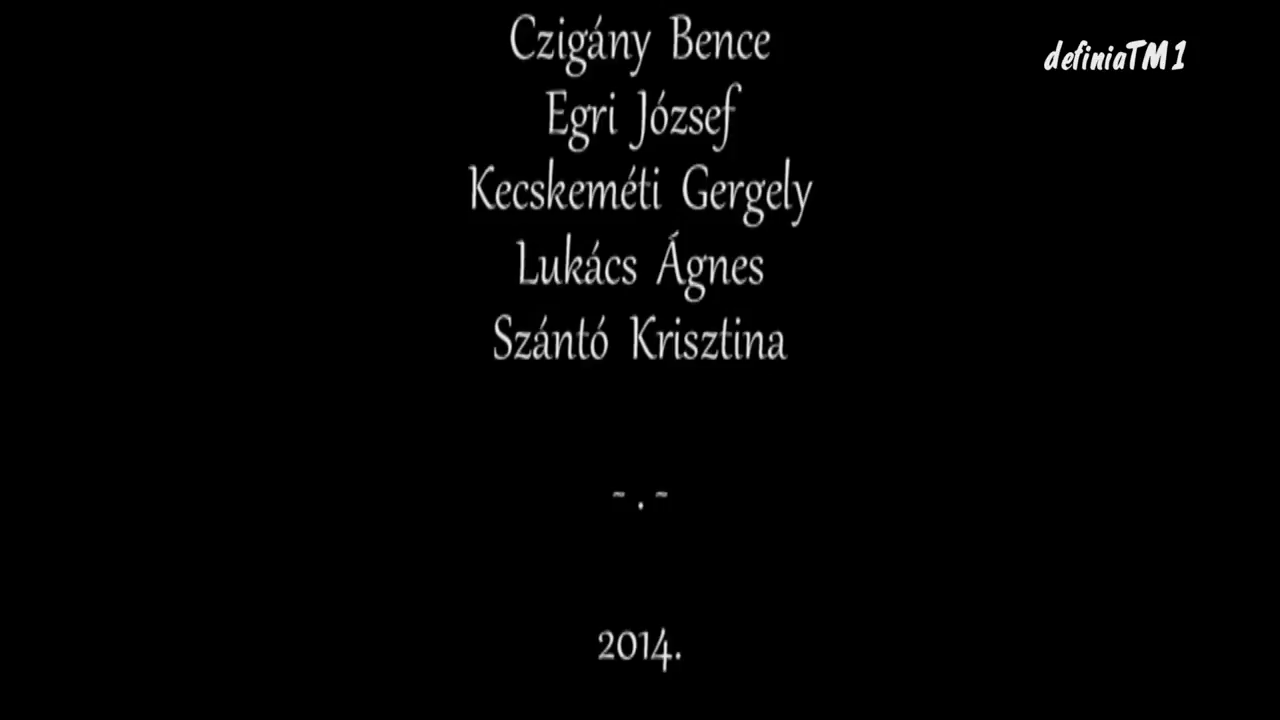 Czigány Bence
definiaTM1
Egri József
Kecskeméti Gergely
Lukács Ágnes
Szántó Krisztina
~ . ~
2014.